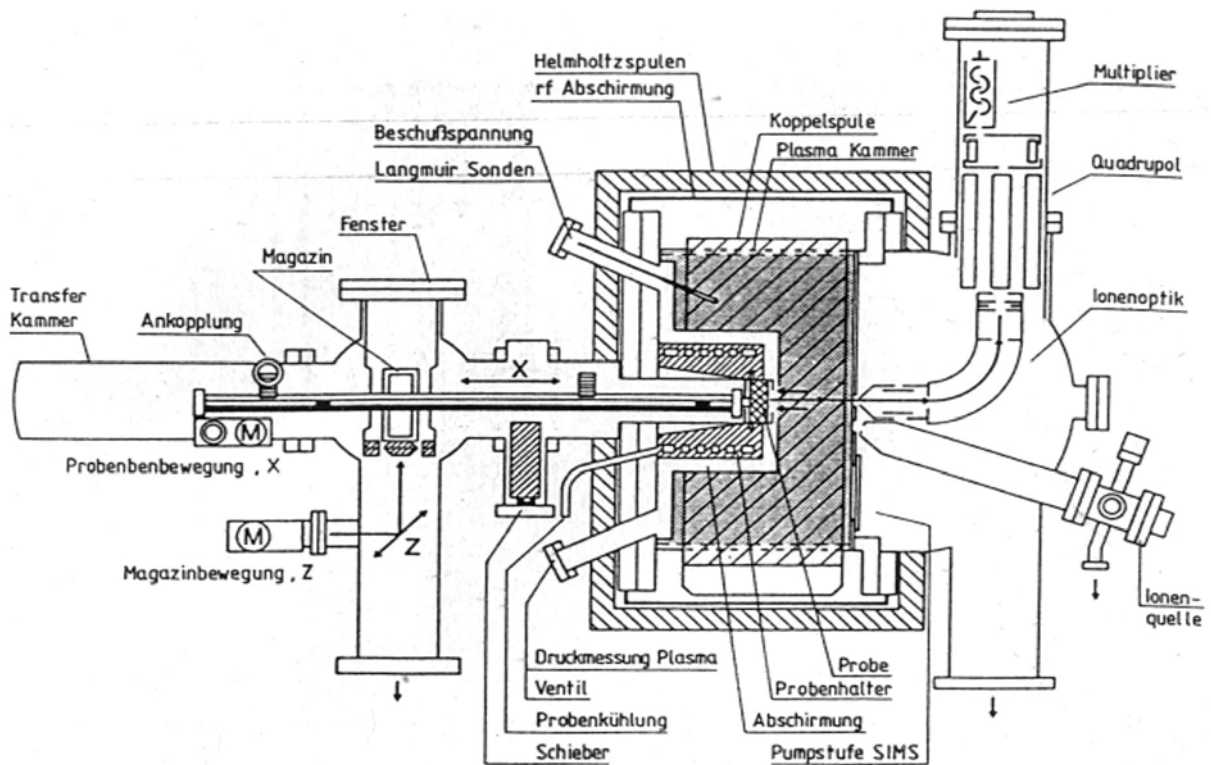 Helmholtzspulen
rf Abschirmung
Beschußspannung
Langmuir Sonden
Koppelspule
Plasma Kammer
Multiplier
Quadrupol
Fenster
Magazin
Transfer
Kammer
Ankopplung
Ionenoptik
X
M
Probenbenbewegung , X
M
Z
Magazinbewegung , Z
Ionen-
quelle
Druckmessung Plasma
Ventil
Probenkühlung
Schieber
Probe
Probenhalter
Abschirmung
Pumpstufe SIMS